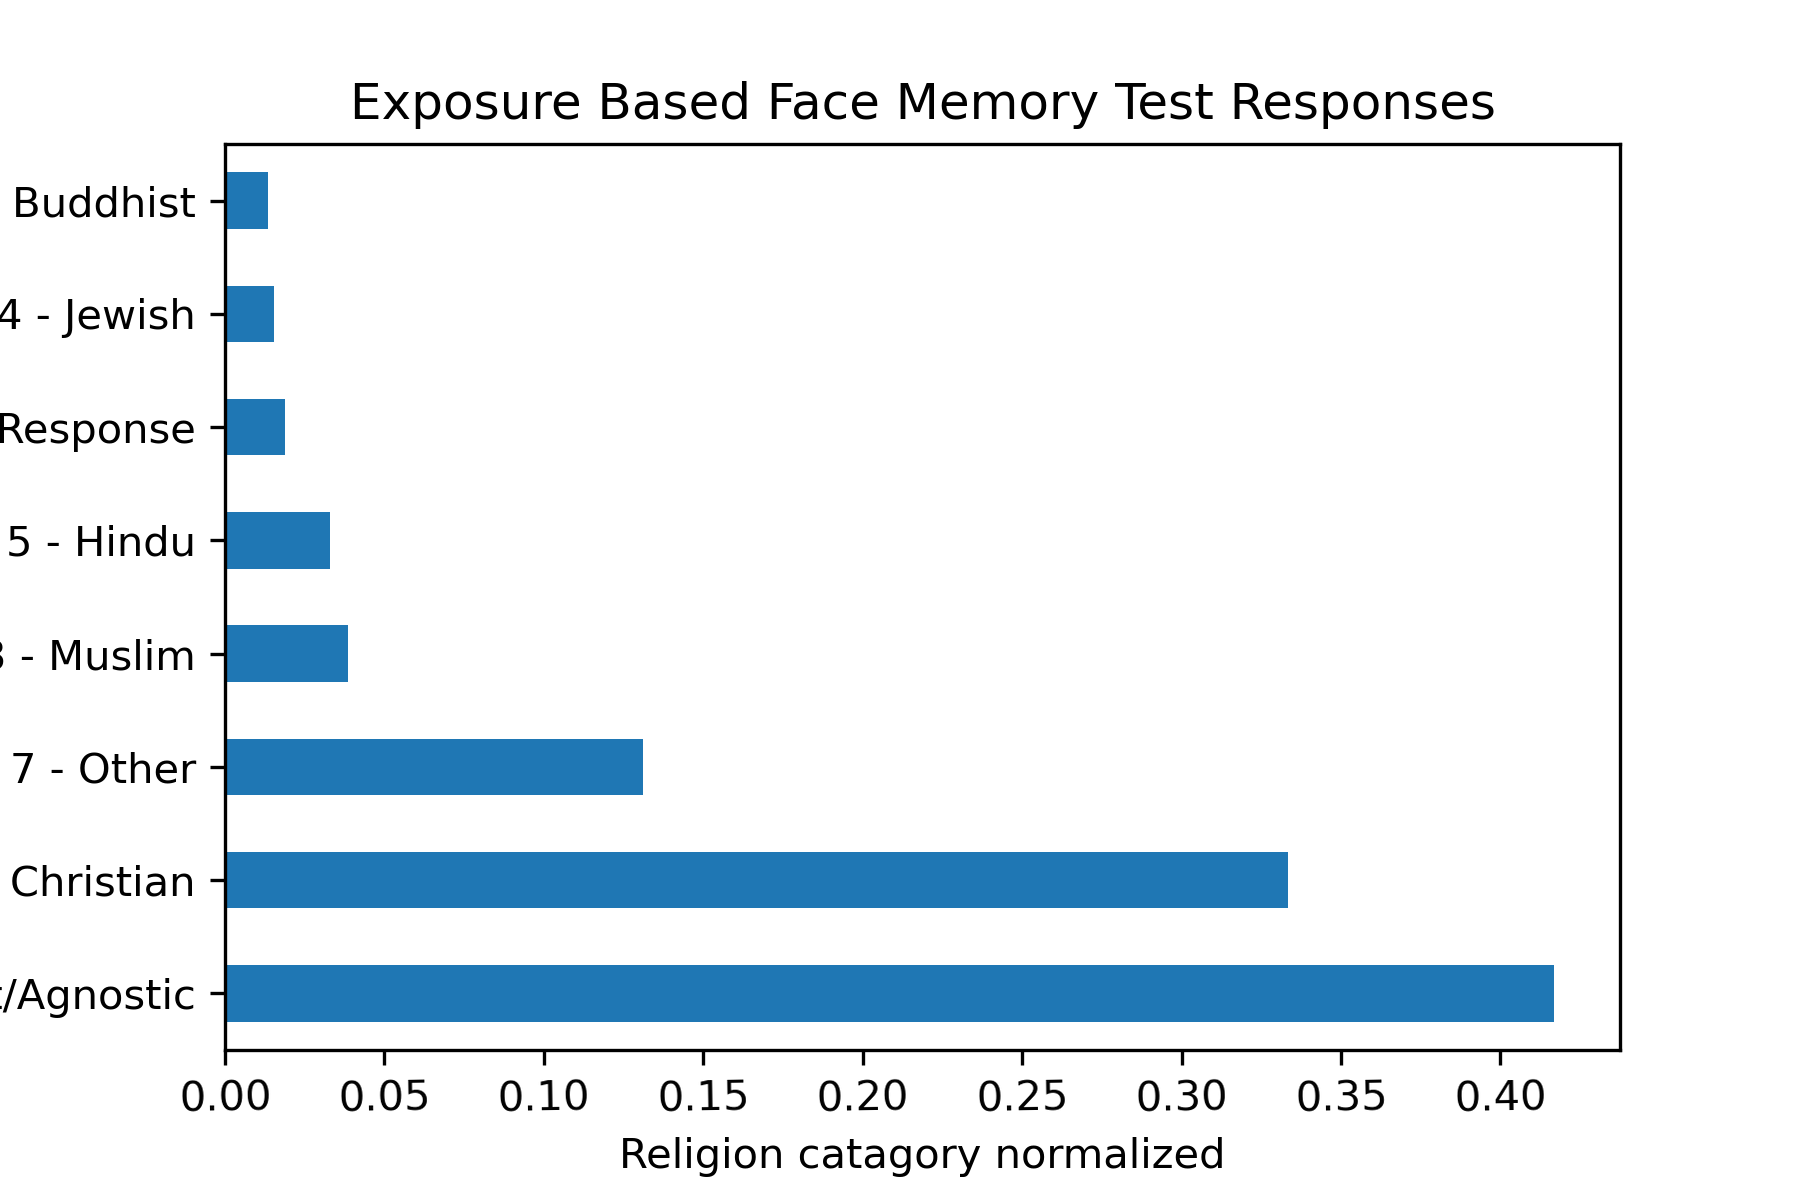 Exposure Based Face Memory Test Responses
Buddhist
4 - Jewish
Response
5 - Hindu
3 - Muslim
7 - Other
Christian
t/Agnostic
0.00 0.05 0.10 0.15 0.20 0.25 0.30 0.35 0.40
Religion catagory normalized